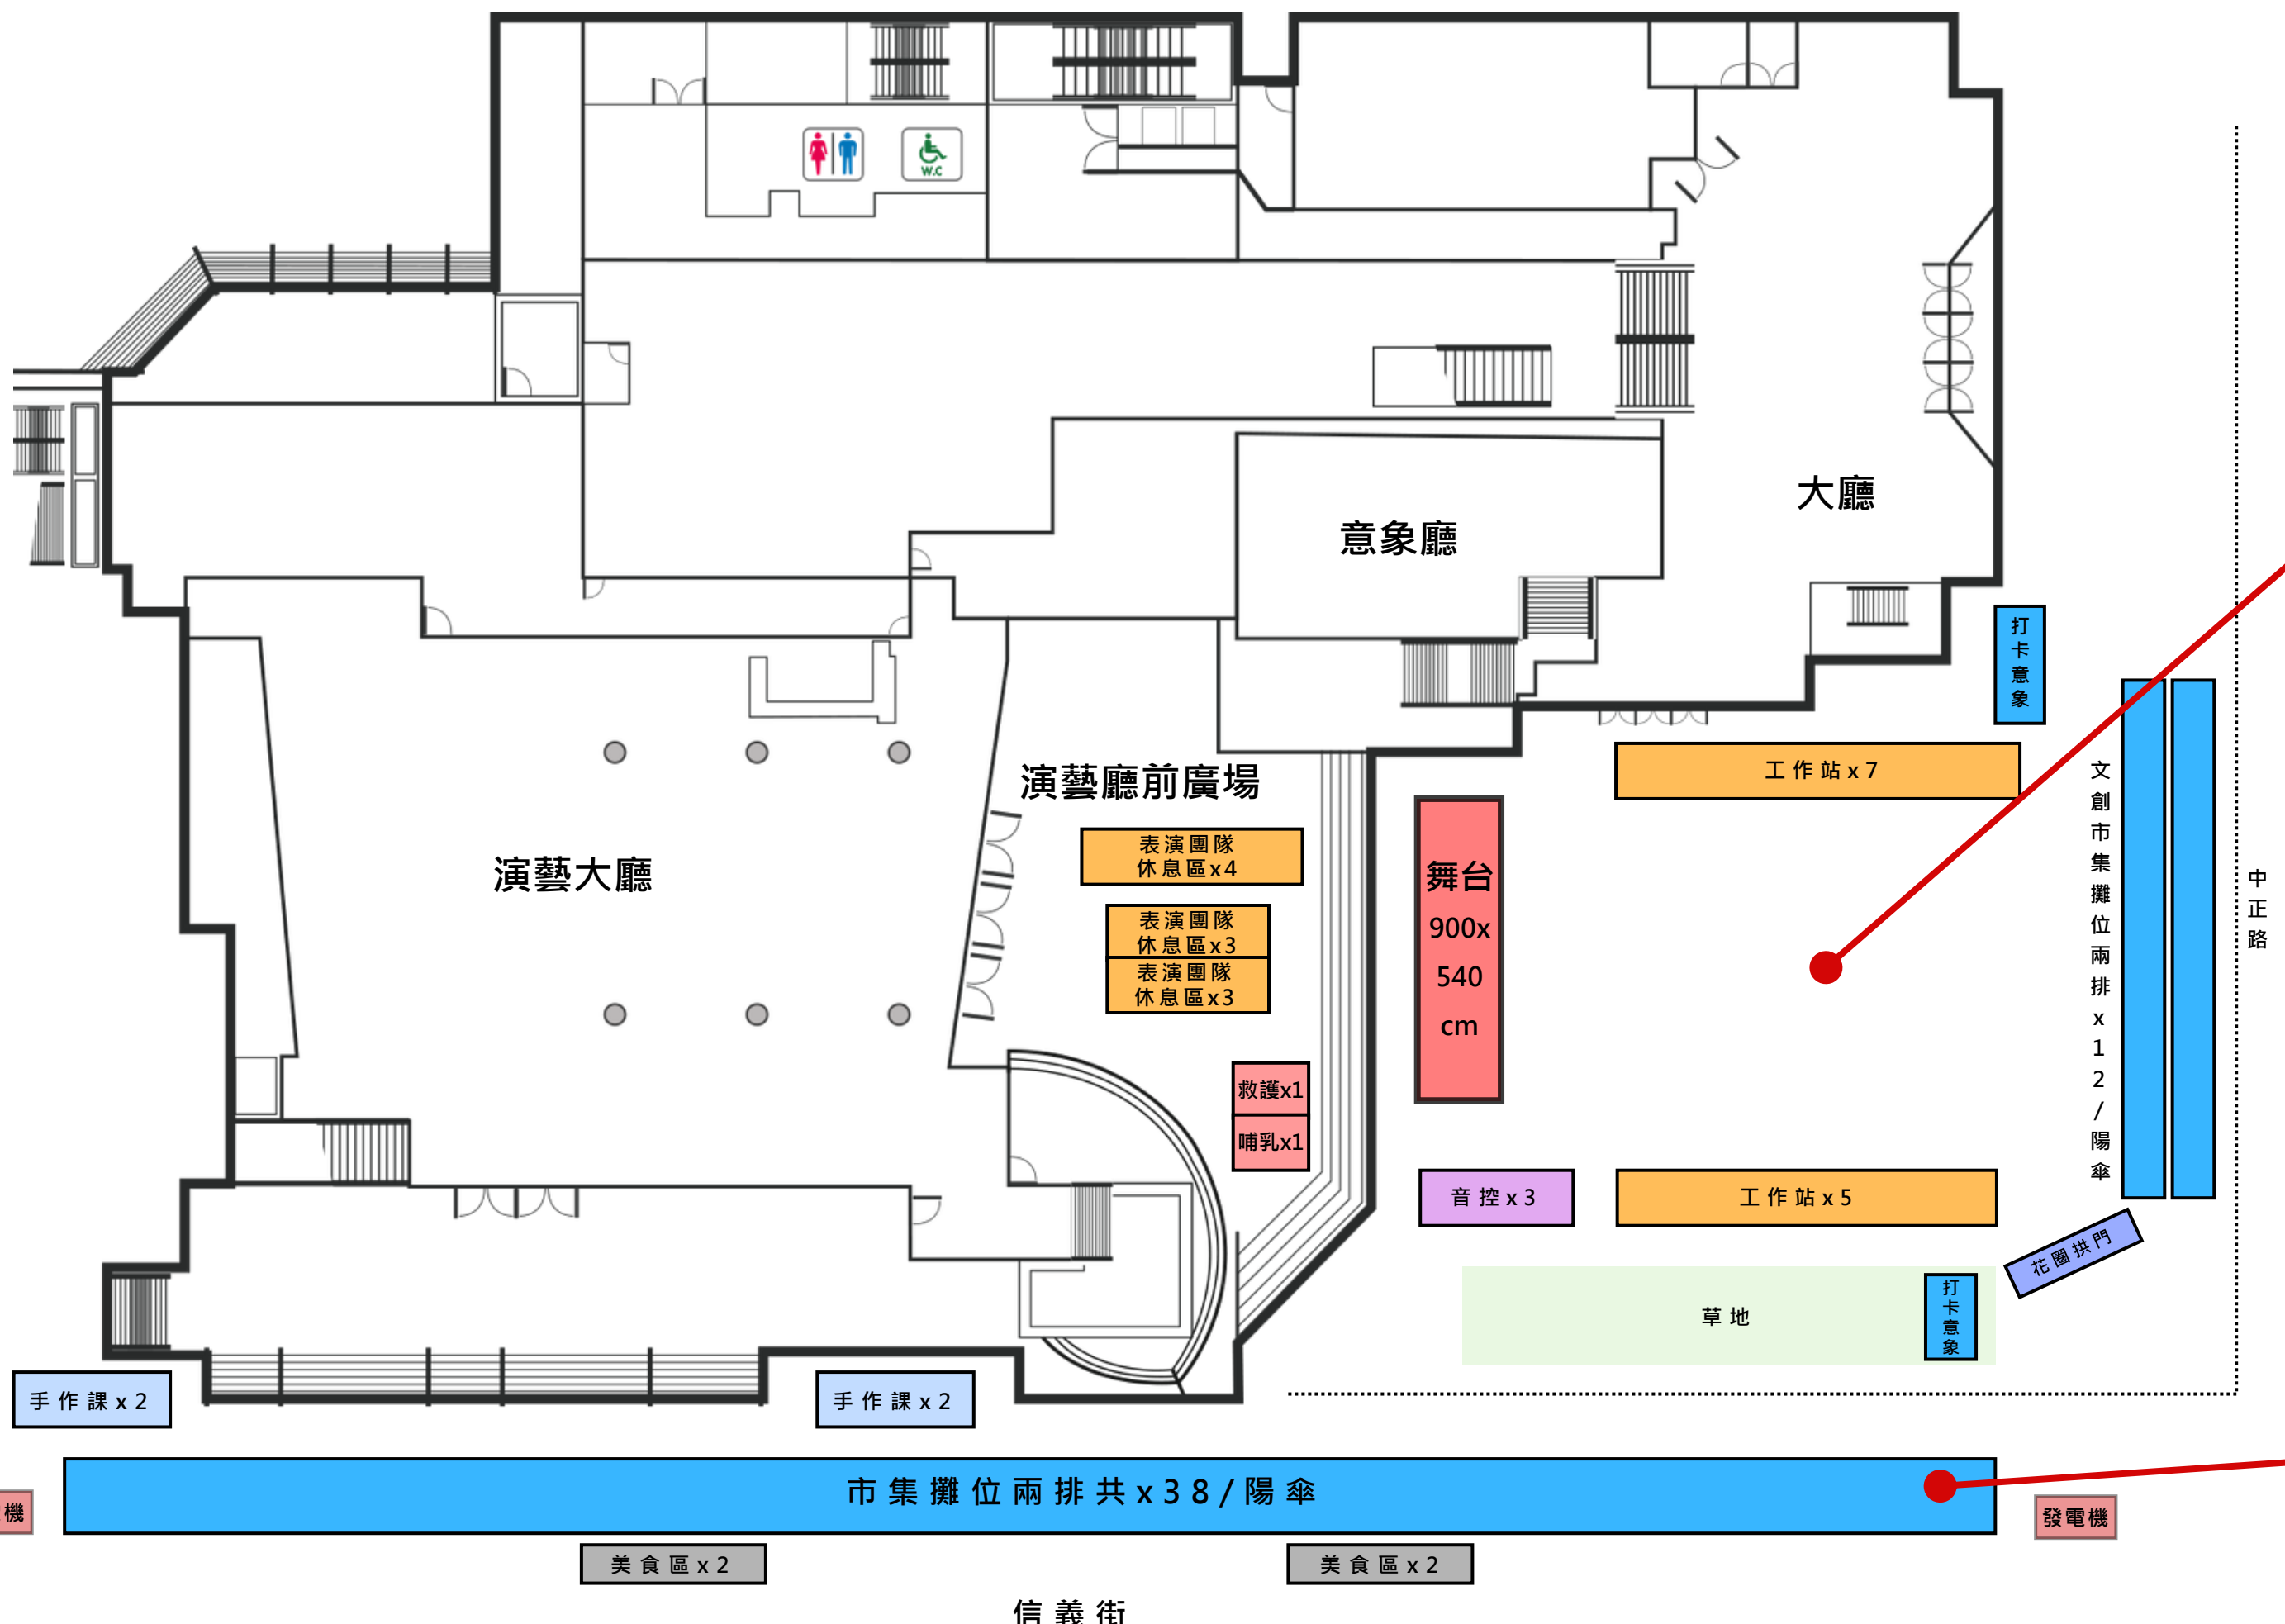 W.C
大廳
意象廳
打卡意象
工作站x7
文創市集攤位兩排x12/陽傘
中正路
演藝廳前廣場
表演團隊
休息區x4
表演團隊
休息區x3
表演團隊
休息區x3
演藝大廳
舞台
900x
540
cm
救護x1
哺乳x1
音控x3
工作站x5
花圈拱門
草地
打卡意象
手作課x2
手作課x2
市集攤位兩排共x38/陽傘
機
發電機
美食區x2
美食區x2
信義街